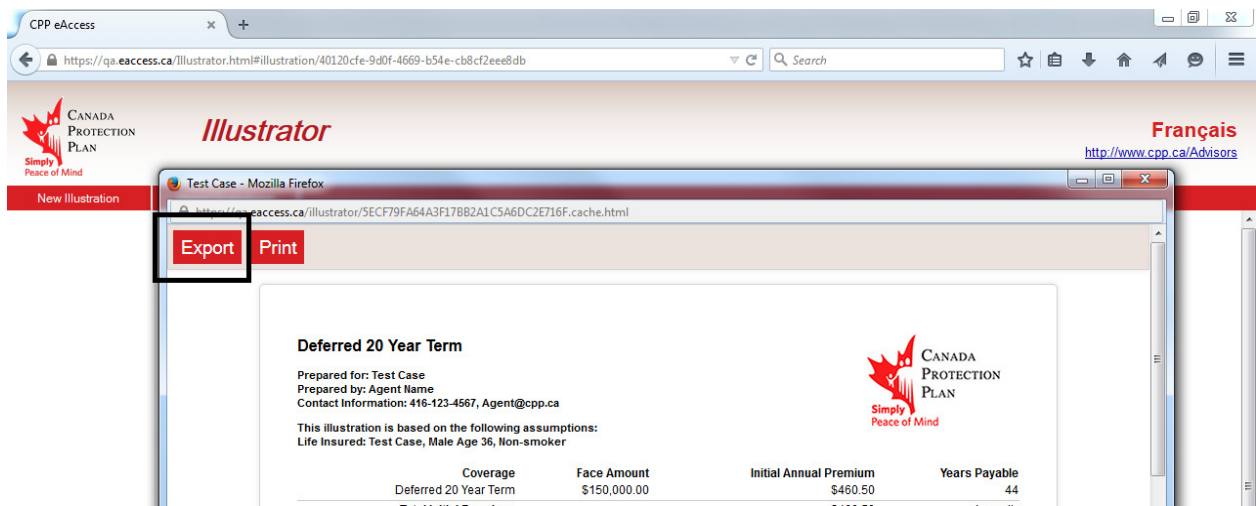 CPP eAccess
https://qa.eaccess.ca/Illustrator.html#illustration/40120cfe-9d0f-4669-b54e-cb8cf2eee8db
Search
CANADA
PROTECTION
PLAN
Simply
Peace of Mind
Illustrator
Français
http://www.cpp.ca/Advisors
New Illustration
Test Case - Mozilla Firefox
https://qa.eaccess.ca/illustrator/5ECF79FA64A3F17BB2A1C5A6DC2E716F.cache.html
Export Print
Deferred 20 Year Term
Prepared for: Test Case
Prepared by: Agent Name
Contact Information: 416-123-4567, Agent@cpp.ca
This illustration is based on the following assumptions:
Life Insured: Test Case, Male Age 36, Non-smoker
CANADA
PROTECTION
PLAN
Simply
Peace of Mind
Coverage Face Amount Initial Annual Premium Years Payable
Deferred 20 Year Term $150,000.00 $460.50 44